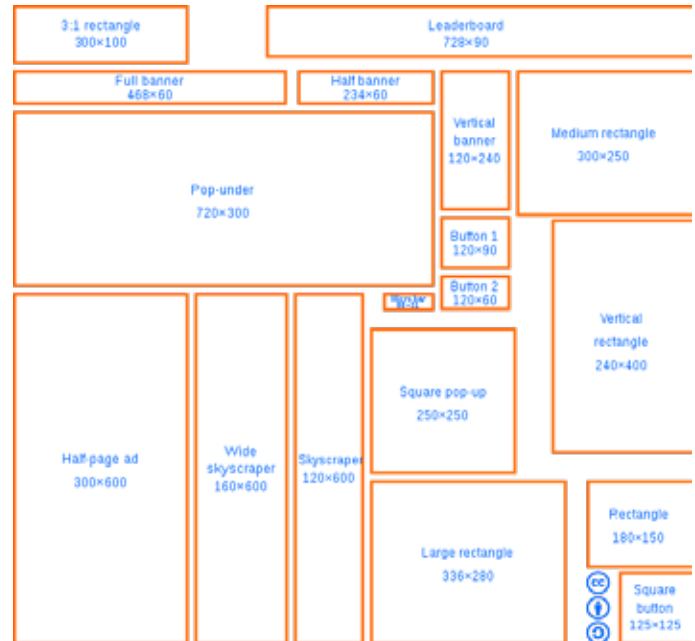 3:1 rectangle
300×100
Leaderboard
728×90
Full banner
468×60
Half banner
234×60
Vertical
banner
120×240
Medium rectangle
300×250
Pop-under
720×300
Button 1
120×90
Button 2
120×60
Vertical
rectangle
240×400
Square pop-up
250×250
Half-page ad
300×600
Wide
skyscraper
160×600
Skyscraper
120×600
Large rectangle
336×280
Rectangle
180×150
cc
Square
button
125×125